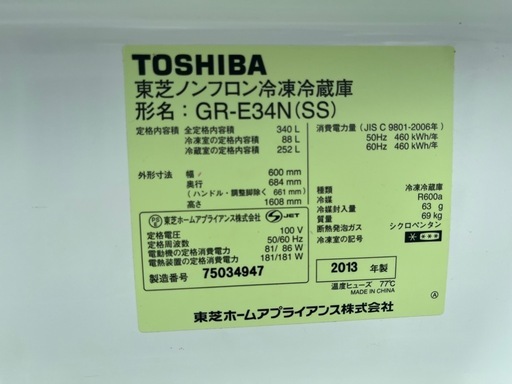 TOSHIBA
東芝ノンフロン冷凍冷蔵庫
形名：GR-E34N(SS)
定格内容積 全定格内容積 340 L
冷凍室の定格内容積 88 L
冷蔵室の定格内容積 252 L
消費電力量(JIS C 9801-2006年)
50Hz 460 kWh/年
60Hz 460 kWh/年
外形寸法 幅 600 mm
奥行 684 mm
(ハンドル・調整脚除く 661 mm)
高さ 1608 mm
種類 冷凍冷蔵庫
冷媒 R600a
冷媒封入量 63 g
質量 69 kg
断熱発泡ガス シクロペンタン
冷凍室の記号
PS E 東芝ホームアプライアンス株式会社 JET
定格電圧 100 V
定格周波数 50/60 Hz
電動機の定格消費電力 81/ 86 W
電熱装置の定格消費電力 181/181 W
製造番号 75034947
2013 年製
温度ヒューズ 77℃
MADE IN CHINA
Ⓐ
東芝ホームアプライアンス株式会社